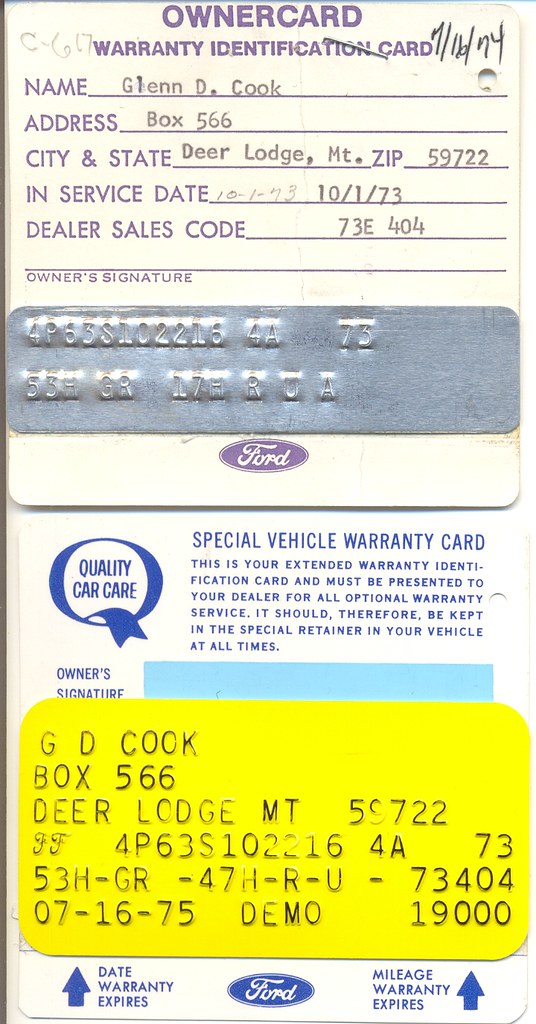 OWNERCARD
C-617
WARRANTY IDENTIFICATION CARD 7/16/74
NAME Glenn D. Cook
ADDRESS Box 566
CITY & STATE Deer Lodge, Mt. ZIP 59722
IN SERVICE DATE 10-1-73 10/1/73
DEALER SALES CODE 73E 404
OWNER'S SIGNATURE
4P63S102216 4A 73
53H GR 17H R U A
Ford
QUALITY
CAR CARE
SPECIAL VEHICLE WARRANTY CARD
THIS IS YOUR EXTENDED WARRANTY IDENTI-
FICATION CARD AND MUST BE PRESENTED TO
YOUR DEALER FOR ALL OPTIONAL WARRANTY
SERVICE. IT SHOULD, THEREFORE, BE KEPT
IN THE SPECIAL RETAINER IN YOUR VEHICLE
AT ALL TIMES.
OWNER'S
SIGNATURE
G D COOK
BOX 566
DEER LODGE MT 59722
FF 4P63S102216 4A 73
53H-GR -47H-R-U - 73404
07-16-75 DEMO 19000
DATE
WARRANTY
EXPIRES
Ford
MILEAGE
WARRANTY
EXPIRES